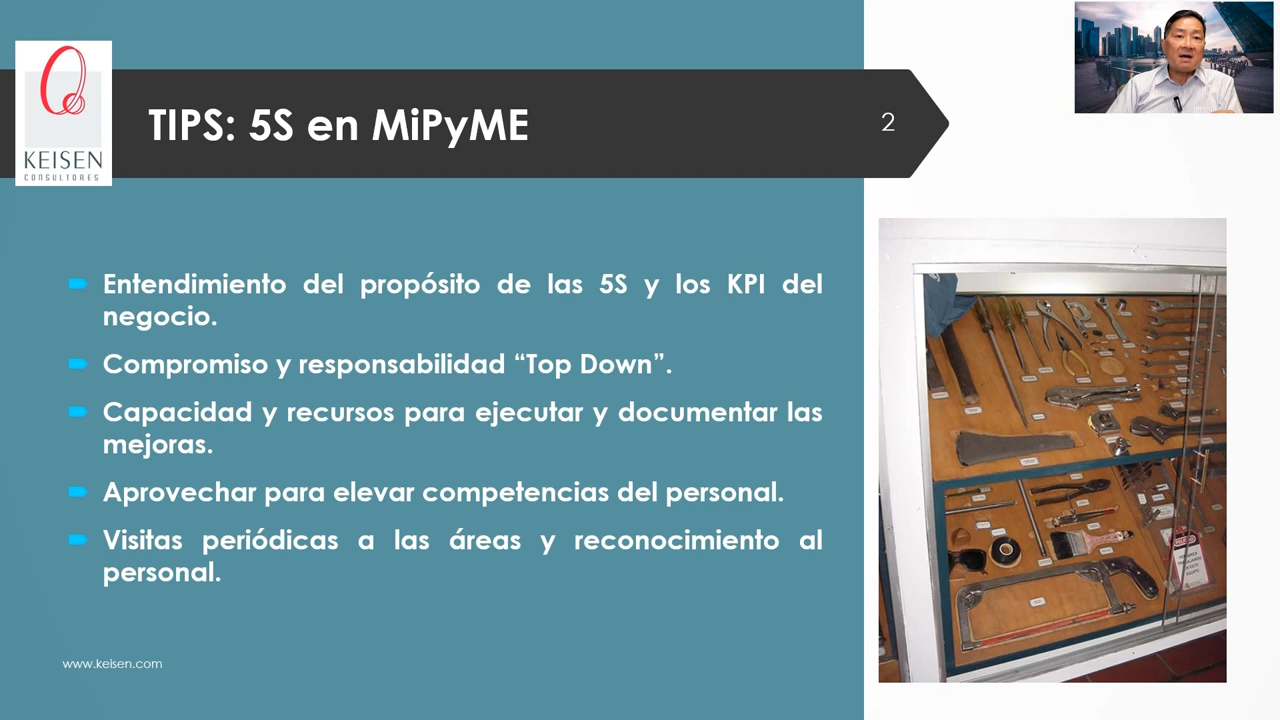 KEISEN
CONSULTORES
TIPS: 5S en MiPyME
2
Entendimiento del propósito de las 5S y los KPI del
negocio.
Compromiso y responsabilidad “Top Down”.
Capacidad y recursos para ejecutar y documentar las
mejoras.
Aprovechar para elevar competencias del personal.
Visitas periódicas a las áreas y reconocimiento al
personal.
www.keisen.com